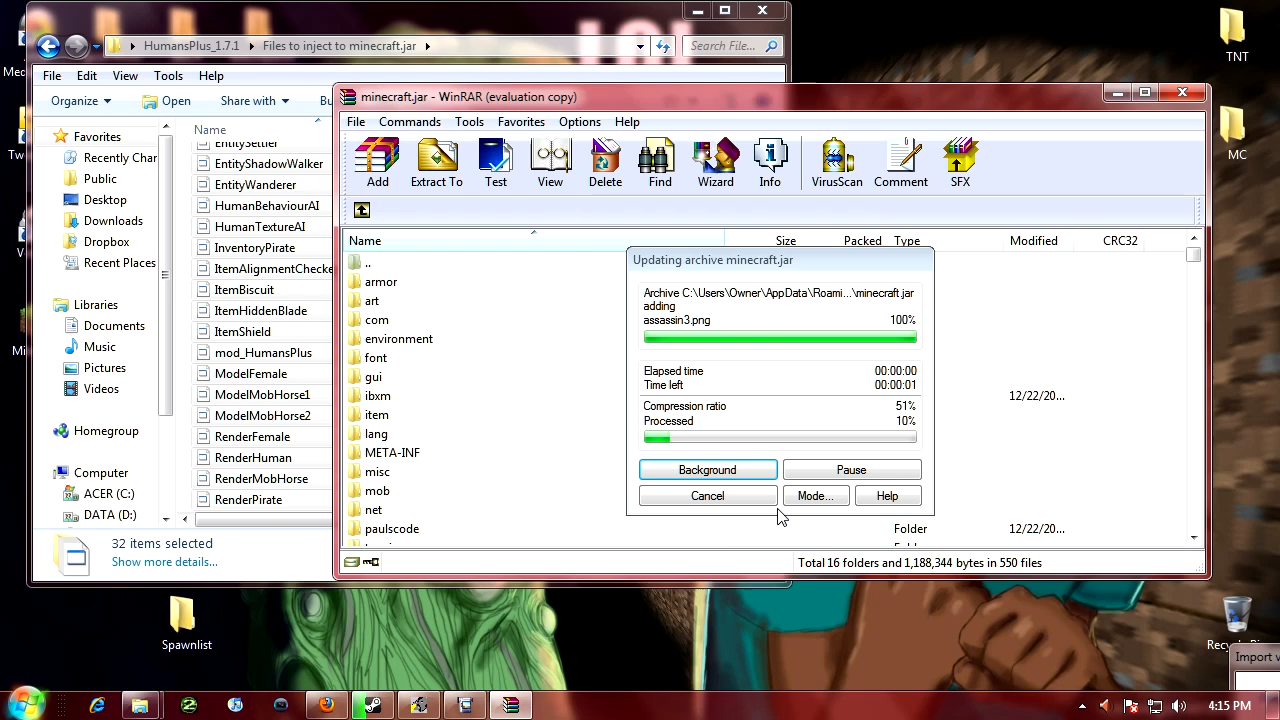 HumansPlus_1.7.1
Files to inject to minecraft.jar
Search File...
File Edit View Tools Help
Organize Open Share with
Favorites
Public
Desktop
Downloads
Dropbox
Recent Places
Libraries
Documents
Music
Pictures
Videos
Homegroup
Computer
ACER (C:)
DATA (D:)
Name
EntitySettler
EntityShadowWalker
EntityWanderer
HumanBehaviourAI
HumanTextureAI
InventoryPirate
ItemAlignmentChecke
ItemBiscuit
ItemHiddenBlade
ItemShield
mod_HumansPlus
ModelFemale
ModelMobHorse1
ModelMobHorse2
RenderFemale
RenderHuman
RenderMobHorse
RenderPirate
32 items selected
Show more details...
minecraft.jar - WinRAR (evaluation copy)
File Commands Tools Favorites Options Help
Add Extract To Test View Delete Find Wizard Info VirusScan Comment SFX
Name Size Packed Type Modified CRC32
..
armor
art
com
environment
font
gui
ibxm 12/22/20...
item
lang
META-INF
misc
mob
net
paulscode Folder 12/22/20...
Total 16 folders and 1,188,344 bytes in 550 files
Updating archive minecraft.jar
Archive C:\Users\Owner\AppData\Roami...\minecraft.jar
adding
assassin3.png 100%
Elapsed time 00:00:00
Time left 00:00:01
Compression ratio 51%
Processed 10%
Background Pause
Cancel Mode... Help
TNT
MC
Spawnlist
Import
4:15 PM